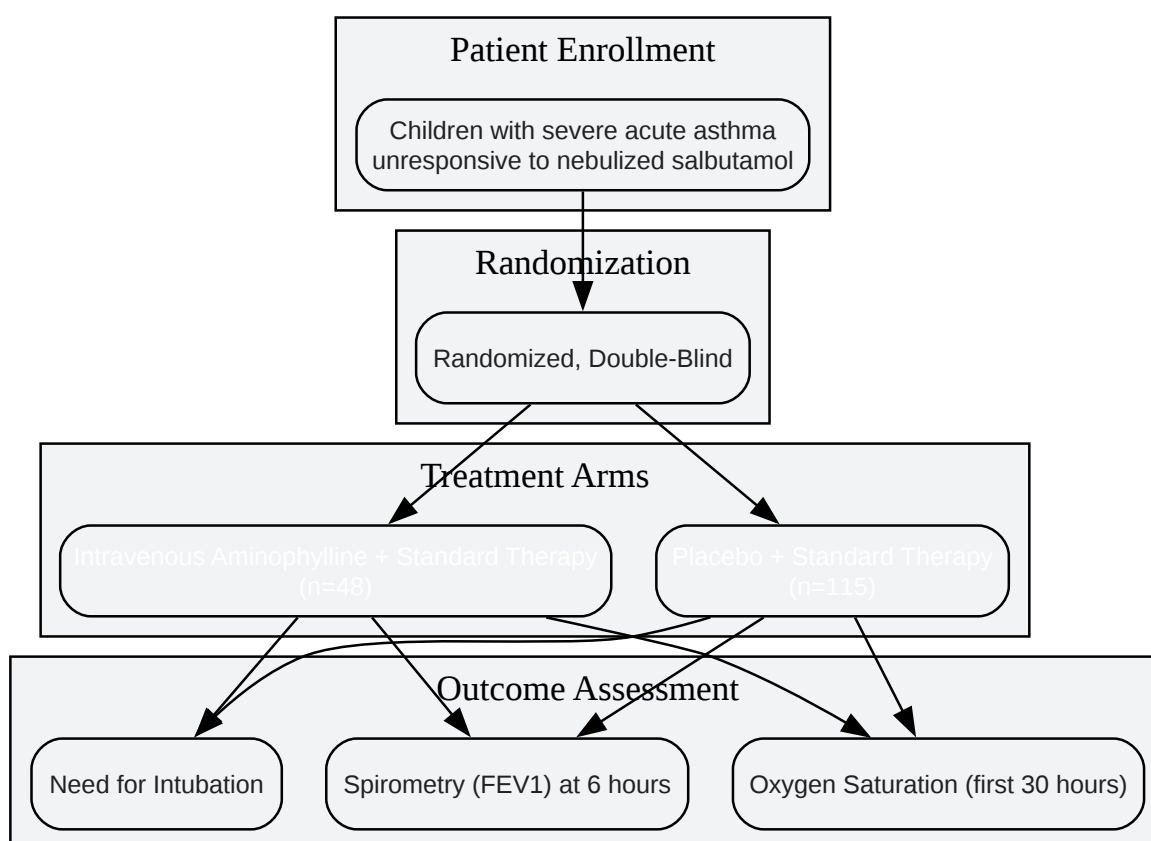 Patient Enrollment
Children with severe acute asthma
unresponsive to nebulized salbutamol
Randomization
Randomized, Double-Blind
Treatment Arms
Intravenous Aminophylline + Standard Therapy
(n=48)
Placebo + Standard Therapy
(n=115)
Outcome Assessment
Need for Intubation
Spirometry (FEV1) at 6 hours
Oxygen Saturation (first 30 hours)